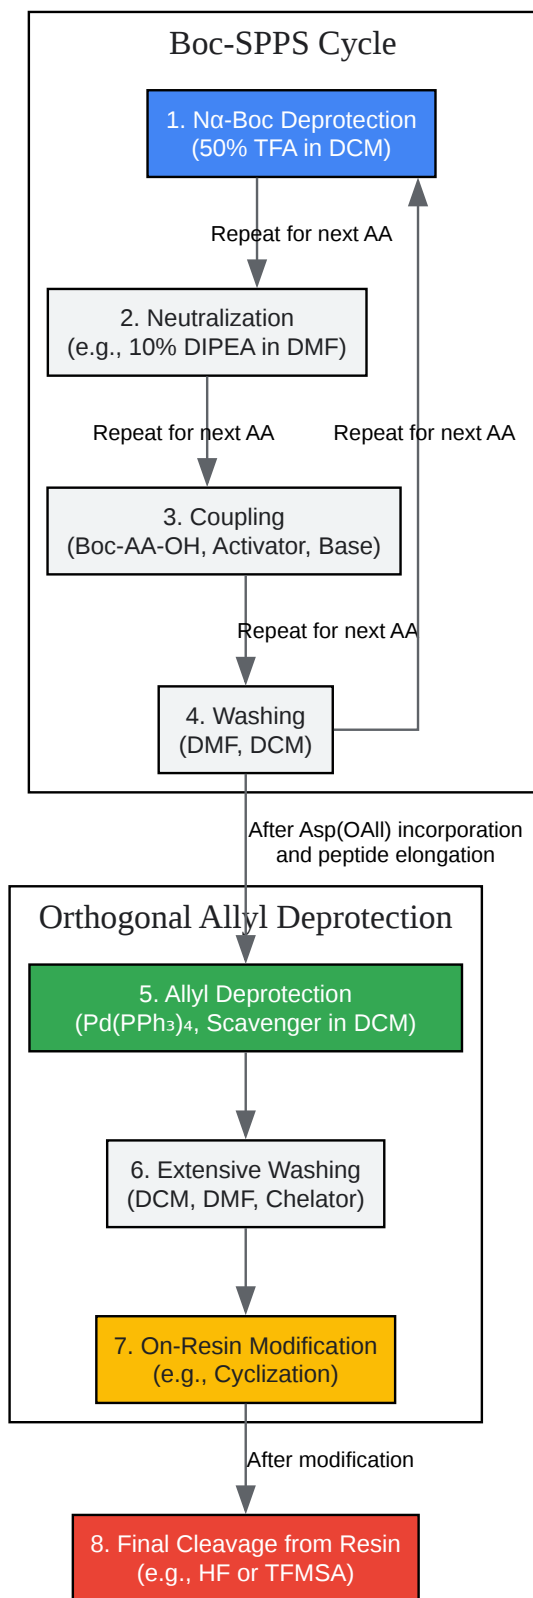 Boc-SPPS Cycle
1. Nα-Boc Deprotection
(50% TFA in DCM)
Repeat for next AA
2. Neutralization
(e.g., 10% DIPEA in DMF)
Repeat for next AA
Repeat for next AA
3. Coupling
(Boc-AA-OH, Activator, Base)
Repeat for next AA
4. Washing
(DMF, DCM)
After Asp(OAll) incorporation
and peptide elongation
Orthogonal Allyl Deprotection
5. Allyl Deprotection
(Pd(PPh₃)₄, Scavenger in DCM)
6. Extensive Washing
(DCM, DMF, Chelator)
7. On-Resin Modification
(e.g., Cyclization)
After modification
8. Final Cleavage from Resin
(e.g., HF or TFMSA)